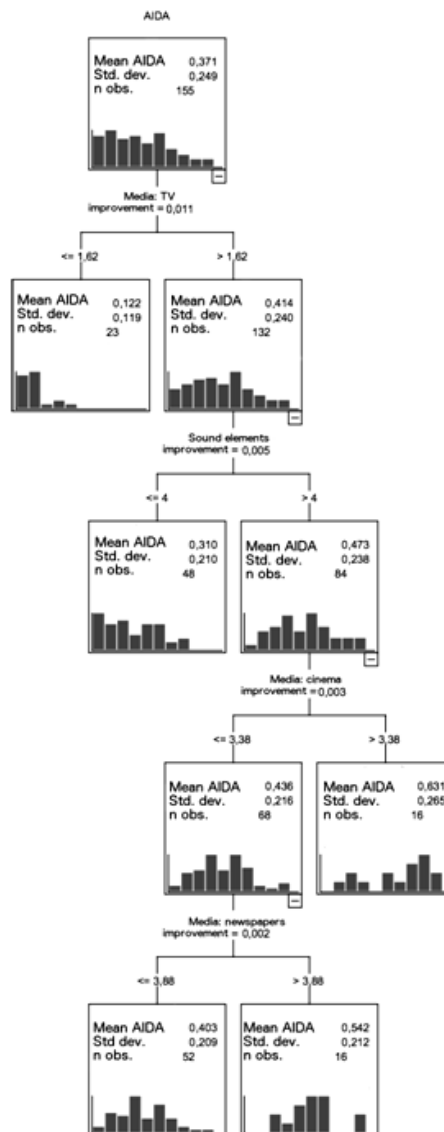 AIDA
Mean AIDA 0,371
Std. dev. 0,249
n obs. 155
Media: TV
improvement = 0,011
<= 1,62 > 1,62
Mean AIDA 0,122
Std. dev. 0,119
n obs. 23
Mean AIDA 0,414
Std. dev. 0,240
n obs. 132
Sound elements
improvement = 0,005
<= 4 > 4
Mean AIDA 0,310
Std. dev. 0,210
n obs. 48
Mean AIDA 0,473
Std. dev. 0,238
n obs. 84
Media: cinema
improvement = 0,003
<= 3,38 > 3,38
Mean AIDA 0,436
Std. dev. 0,216
n obs. 68
Mean AIDA 0,631
Std. dev. 0,265
n obs. 16
Media: newspapers
improvement = 0,002
<= 3,88 > 3,88
Mean AIDA 0,403
Std. dev. 0,209
n obs. 52
Mean AIDA 0,542
Std. dev. 0,212
n obs. 16